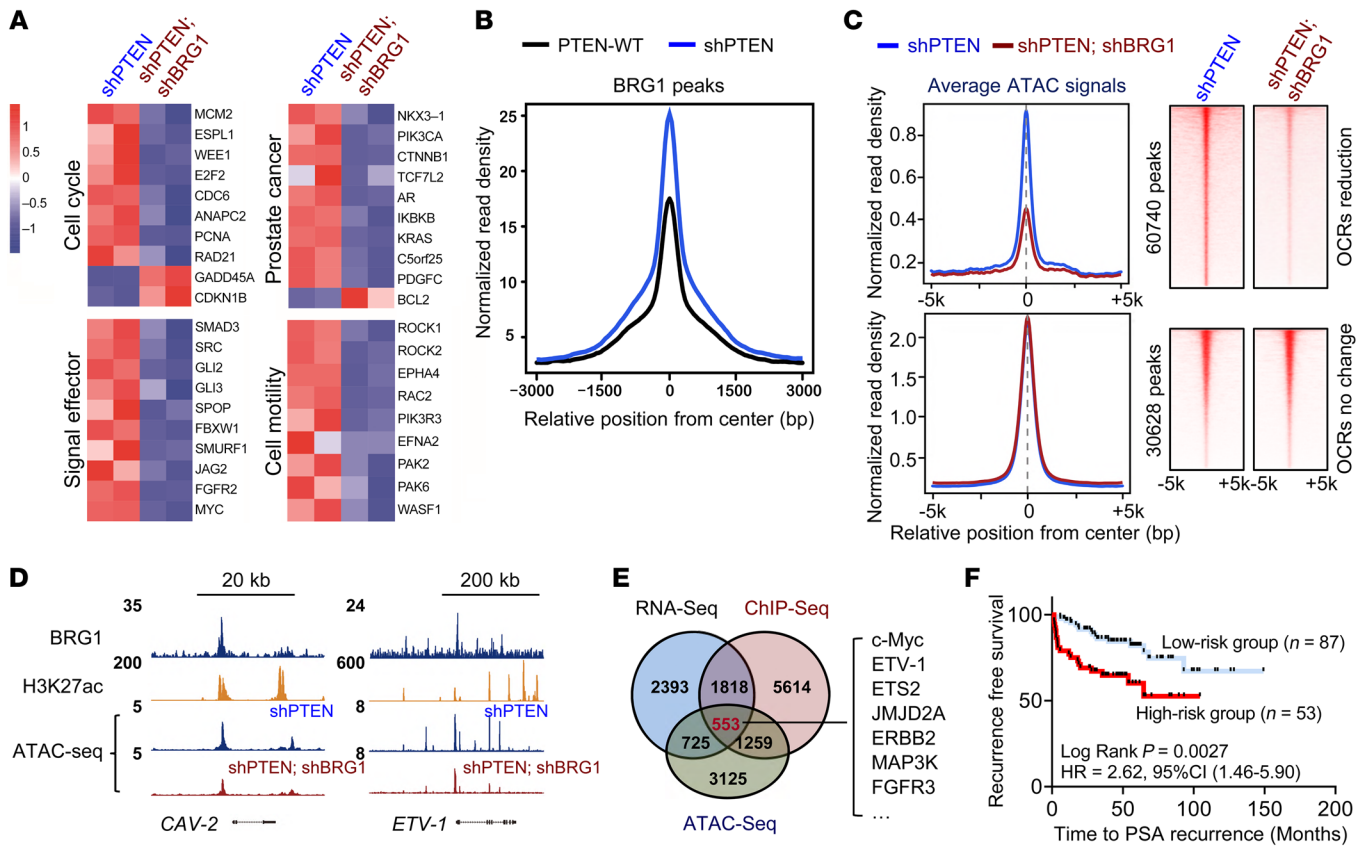 A
shPTEN
shPTEN;
shBRG1
shPTEN
shPTEN;
shBRG1
1
0.5
0
–0.5
–1
Cell cycle
MCM2
ESPL1
WEE1
E2F2
CDC6
ANAPC2
PCNA
RAD21
GADD45A
CDKN1B
Prostate cancer
NKX3–1
PIK3CA
CTNNB1
TCF7L2
AR
IKBKB
KRAS
C5orf25
PDGFC
BCL2
Signal effector
SMAD3
SRC
GLI2
GLI3
SPOP
FBXW1
SMURF1
JAG2
FGFR2
MYC
Cell motility
ROCK1
ROCK2
EPHA4
RAC2
PIK3R3
EFNA2
PAK2
PAK6
WASF1
B
PTEN-WT
shPTEN
BRG1 peaks
Normalized read density
25
20
15
10
5
−3000
−1500
0
1500
3000
Relative position from center (bp)
C
shPTEN
shPTEN; shBRG1
Average ATAC signals
Normalized read density
0.8
0.6
0.4
0.2
-5k
0
+5k
Normalized read density
2.0
1.5
1.0
0.5
-5k
0
+5k
Relative position from center (bp)
shPTEN
shPTEN;
shBRG1
60740 peaks
OCRs reduction
30628 peaks
OCRs no change
-5k
+5k
-5k
+5k
D
20 kb
200 kb
35
24
BRG1
200
600
H3K27ac
shPTEN
shPTEN
5
8
ATAC-seq
5
8
shPTEN; shBRG1
shPTEN; shBRG1
CAV-2
ETV-1
E
RNA-Seq
ChIP-Seq
2393
1818
5614
553
725
1259
3125
ATAC-Seq
c-Myc
ETV-1
ETS2
JMJD2A
ERBB2
MAP3K
FGFR3
...
F
Recurrence free survival
100
50
0
Low-risk group (n = 87)
High-risk group (n = 53)
Log Rank P = 0.0027
HR = 2.62, 95%CI (1.46-5.90)
0
50
100
150
200
Time to PSA recurrence (Months)